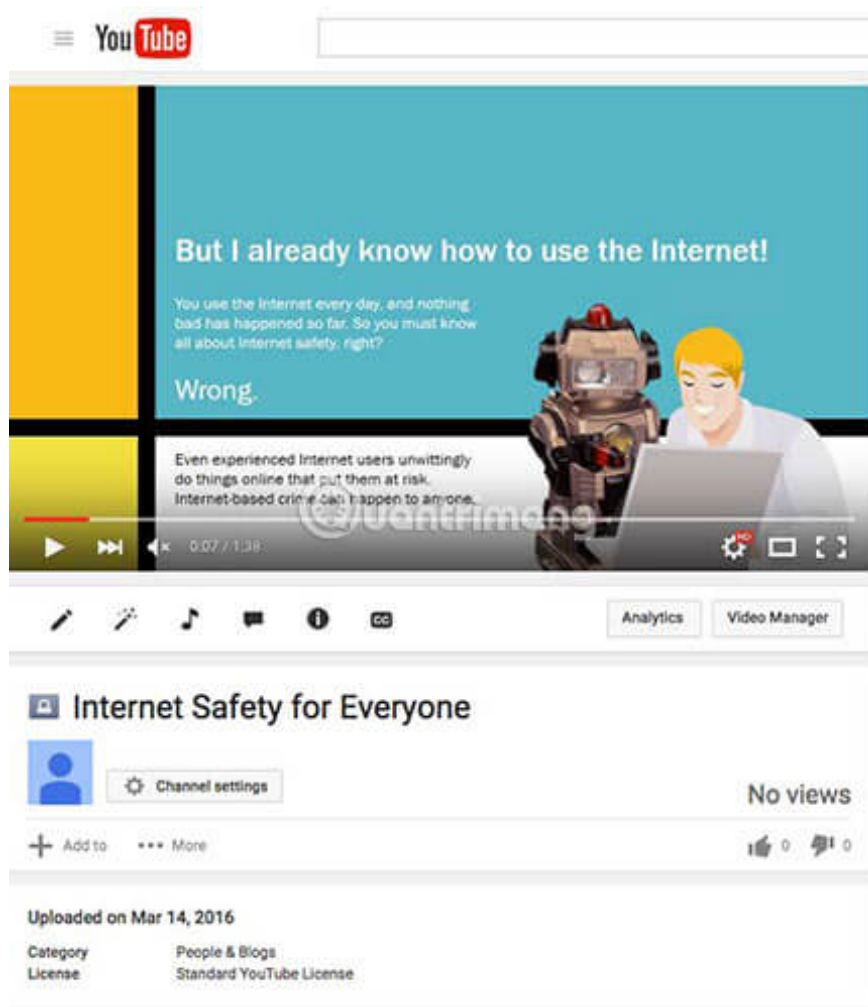 YouTube
But I already know how to use the Internet!
You use the Internet every day, and nothing
bad has happened so far. So you must know
all about Internet safety, right?
Wrong.
Even experienced Internet users unwittingly
do things online that put them at risk.
Internet-based crime can happen to anyone.
Quantrimang
0:07 / 1:38
HD
CC
Analytics
Video Manager
Internet Safety for Everyone
Channel settings
No views
Add to
More
0
0
Uploaded on Mar 14, 2016
Category People & Blogs
License Standard YouTube License